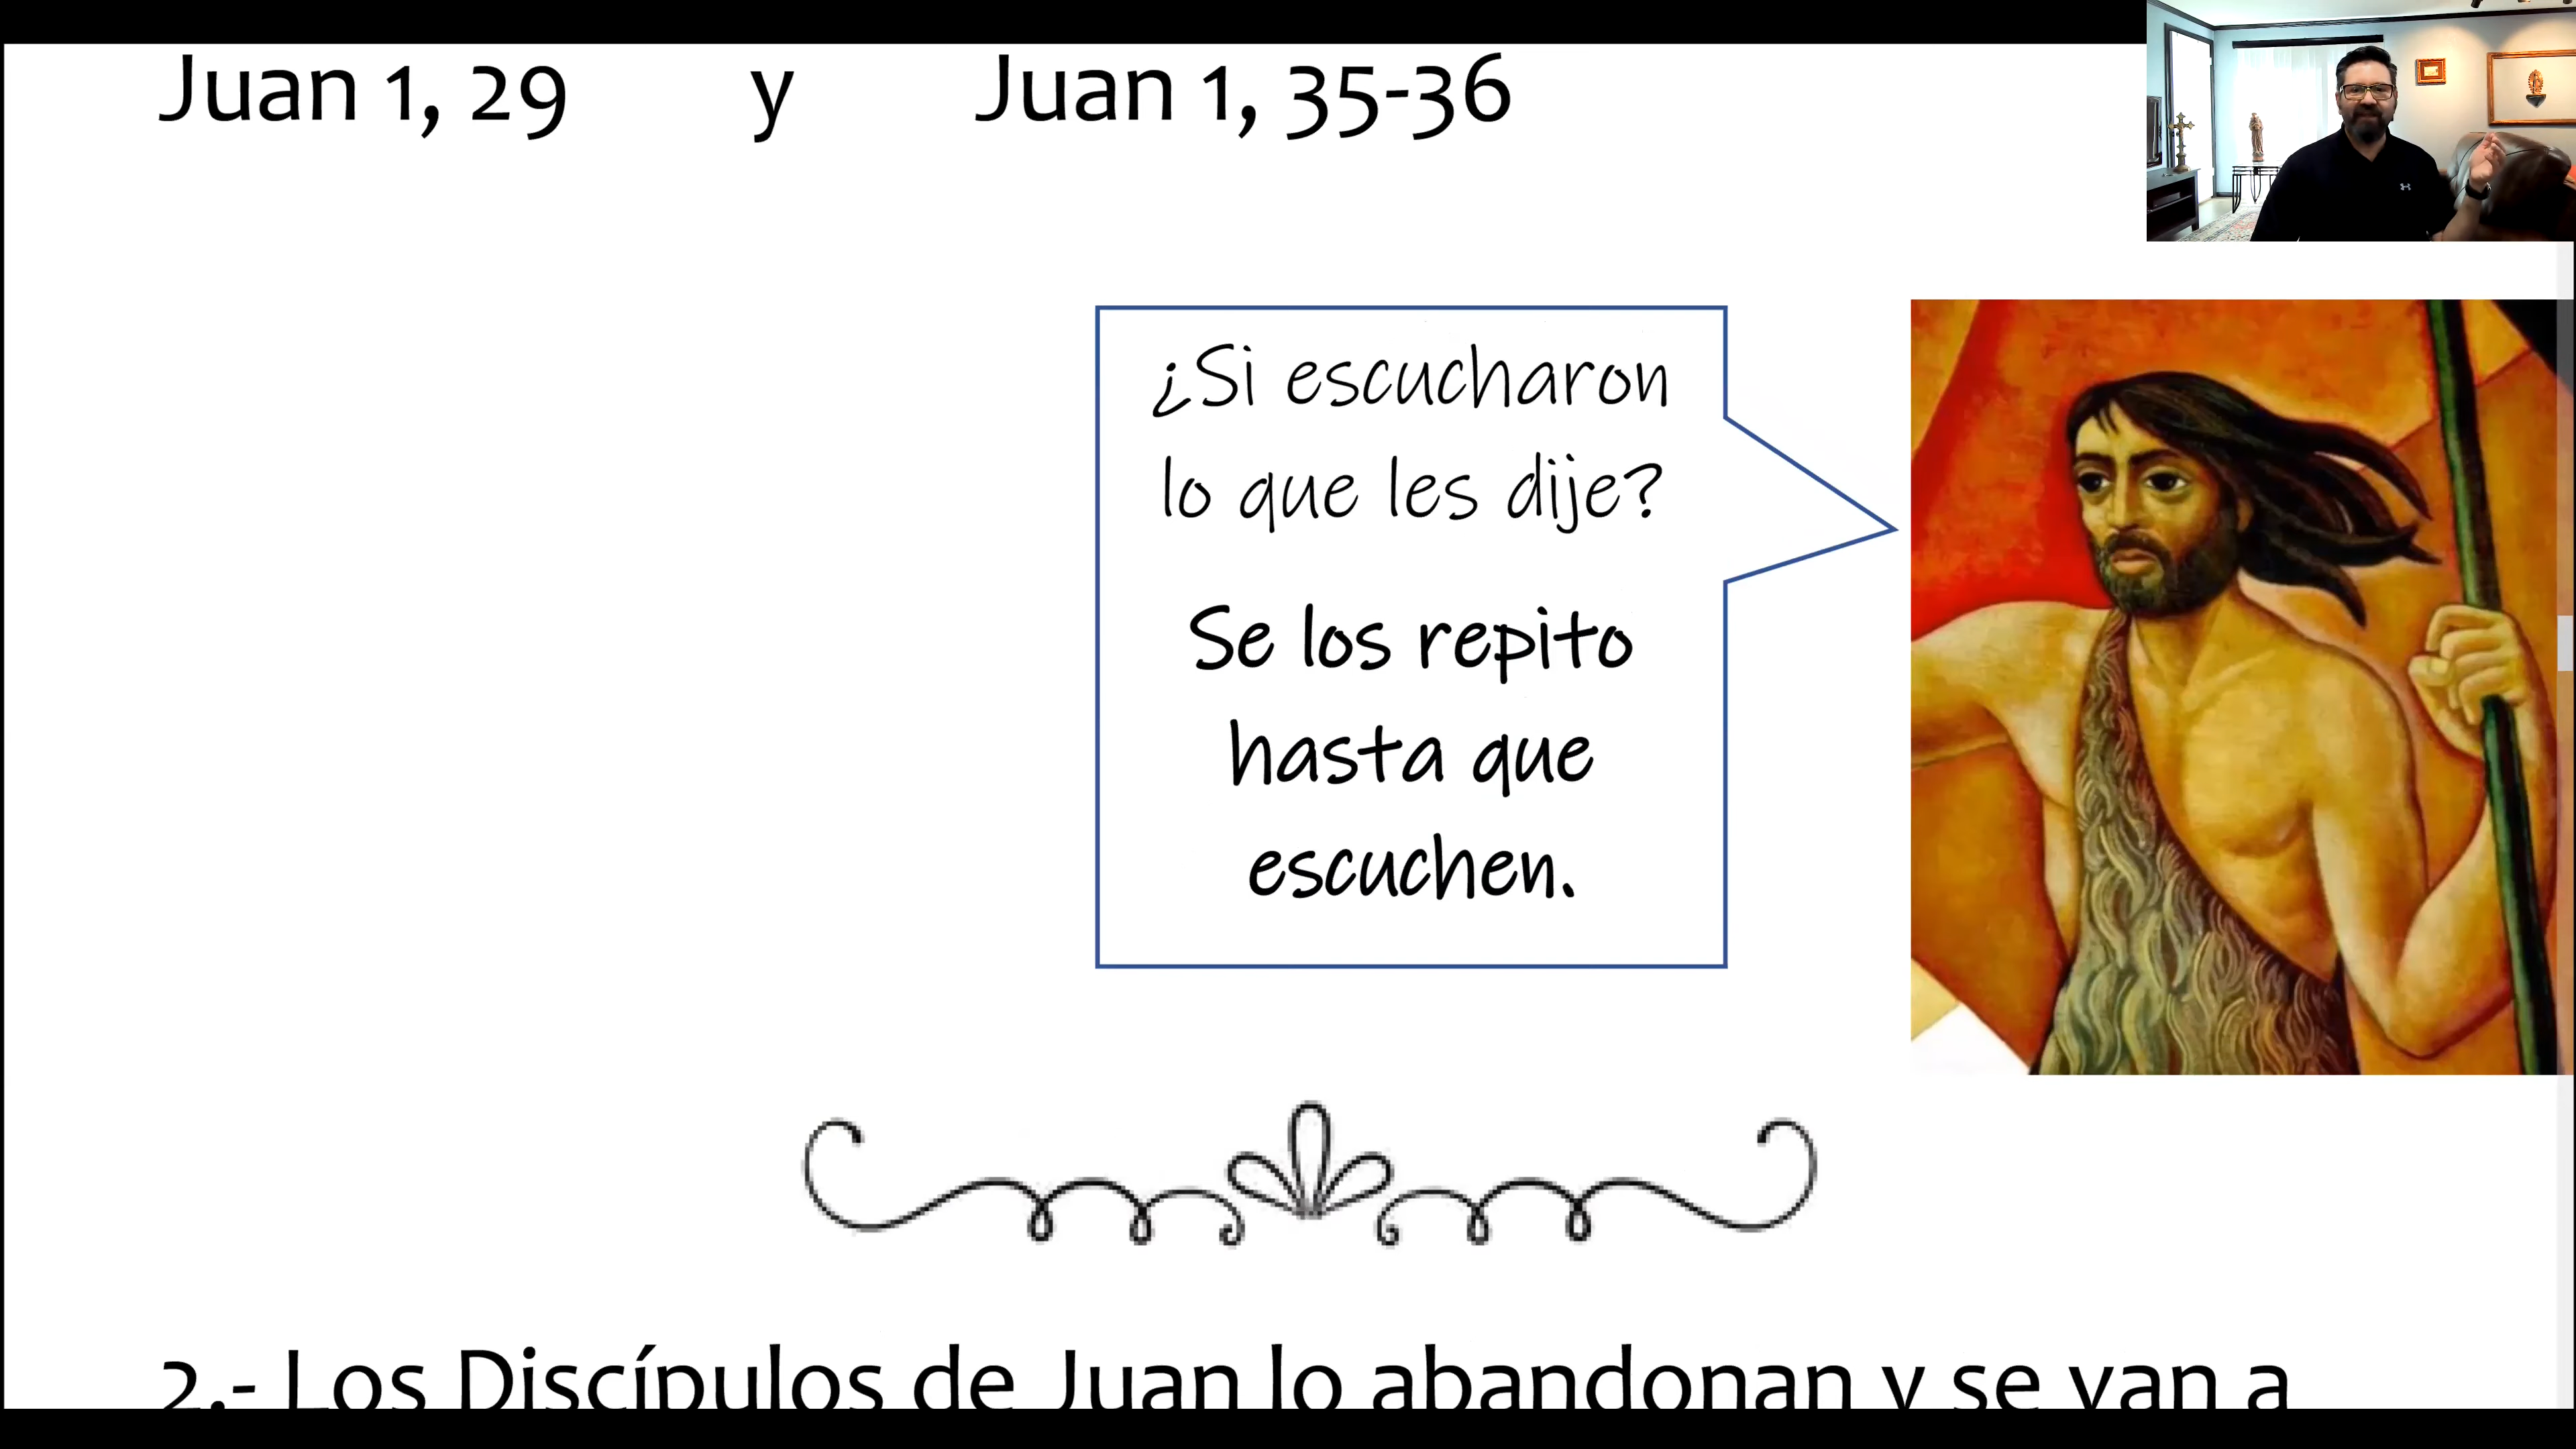 Juan 1, 29 y Juan 1, 35-36
¿Si escucharon
lo que les dije?
Se los repito
hasta que
escuchen.
2.- Los Discípulos de Juan lo abandonan y se van a